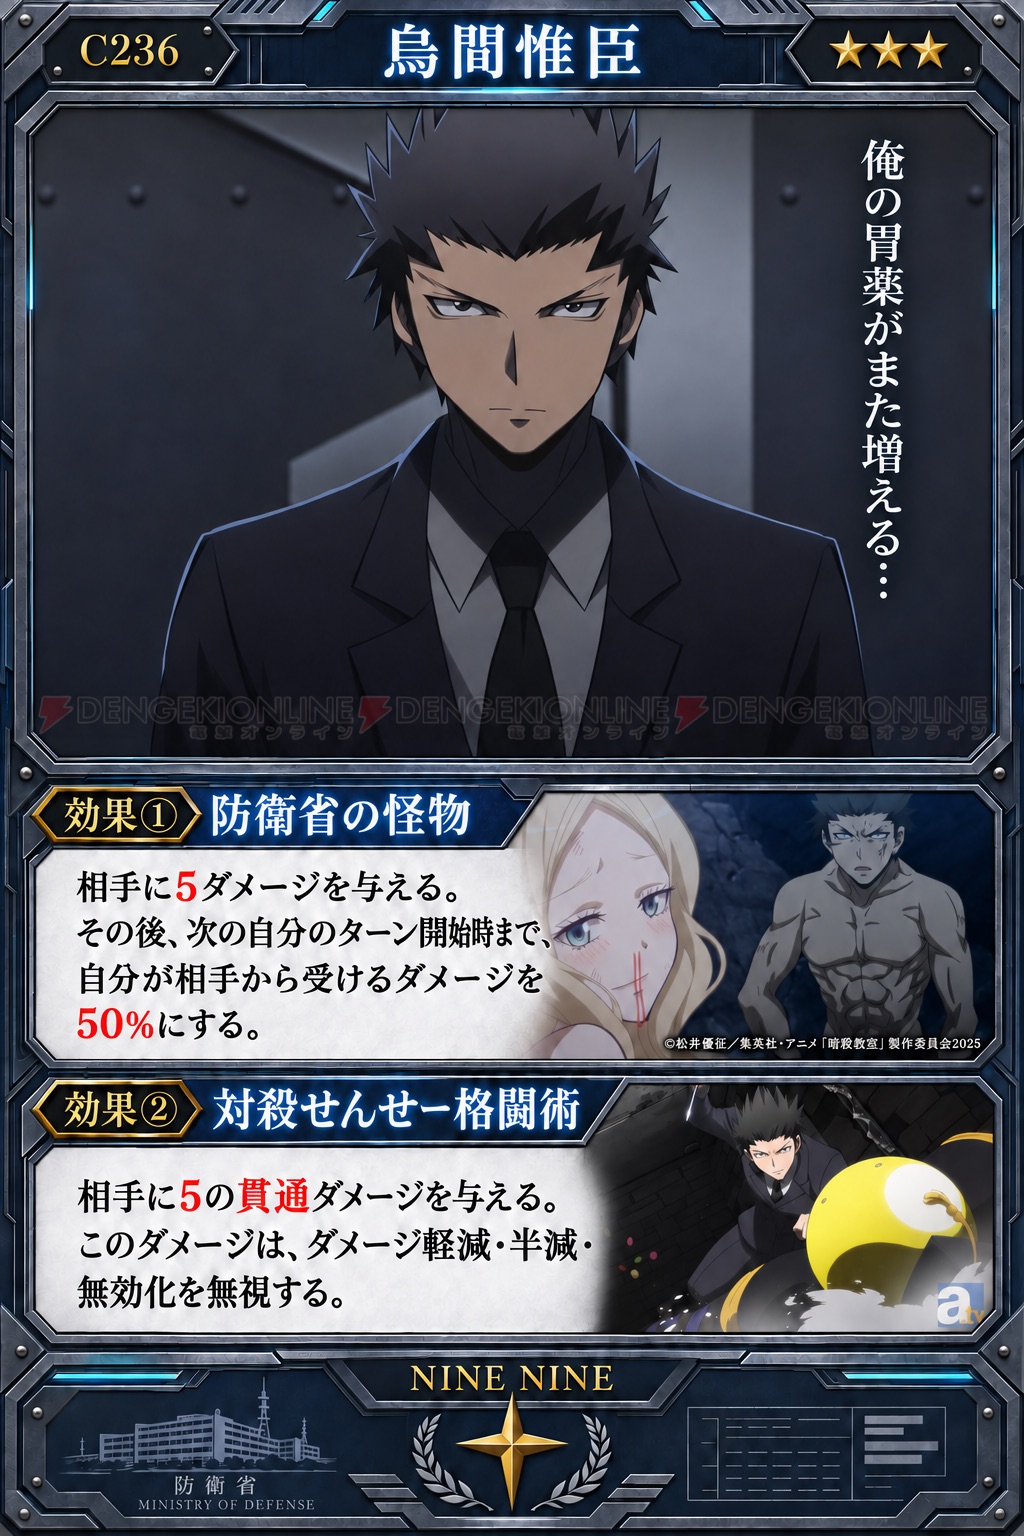 C236
烏間惟臣
★★★
俺の胃薬がまた増える…
DENGEKIONLINE DENGEKIONLINE DENGEKIONLINE
電撃オンライン 電撃オンライン 電撃オンライン
効果① 防衛省の怪物
相手に5ダメージを与える。
その後、次の自分のターン開始時まで、
自分が相手から受けるダメージを
50%にする。
©松井優征／集英社・アニメ「暗殺教室」製作委員会2025
効果② 対殺せんせー格闘術
相手に5の貫通ダメージを与える。
このダメージは、ダメージ軽減・半減・
無効化を無視する。
a.tv
NINE NINE
防衛省
MINISTRY OF DEFENSE